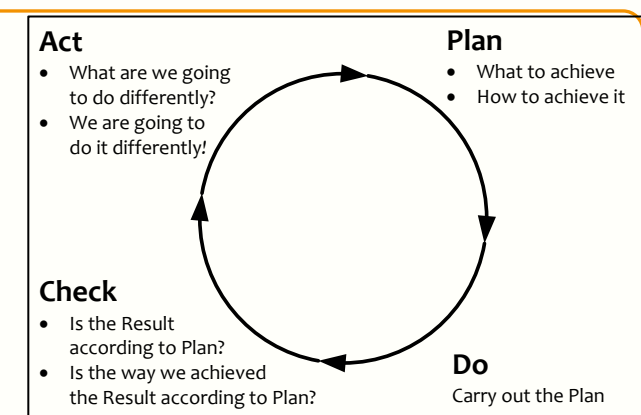 Act
• What are we going
to do differently?
• We are going to
do it differently!
Plan
• What to achieve
• How to achieve it
Check
• Is the Result
according to Plan?
• Is the way we achieved
the Result according to Plan?
Do
Carry out the Plan